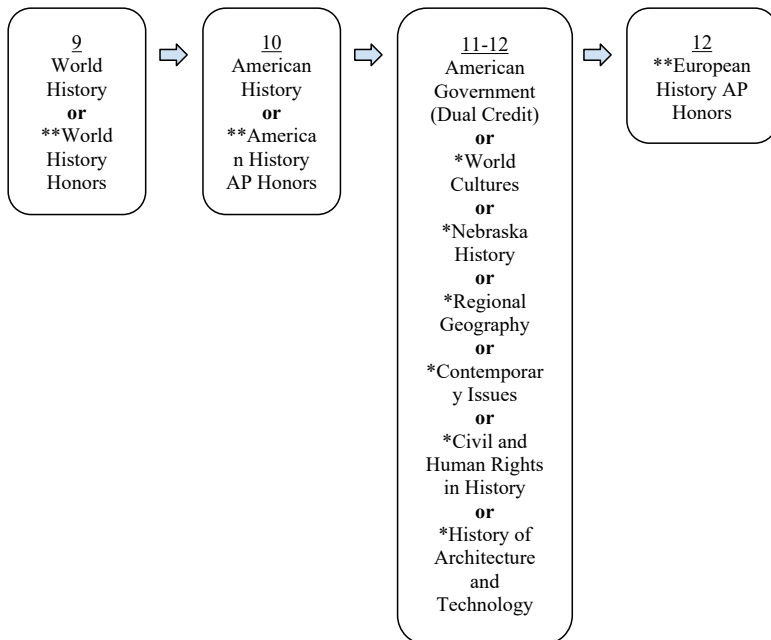 9
World
History
or
**World
History
Honors
10
American
History
or
**America
n History
AP Honors
11-12
American
Government
(Dual Credit)
or
*World
Cultures
or
*Nebraska
History
or
*Regional
Geography
or
*Contemporar
y Issues
or
*Civil and
Human Rights
in History
or
*History of
Architecture
and
Technology
12
**European
History AP
Honors